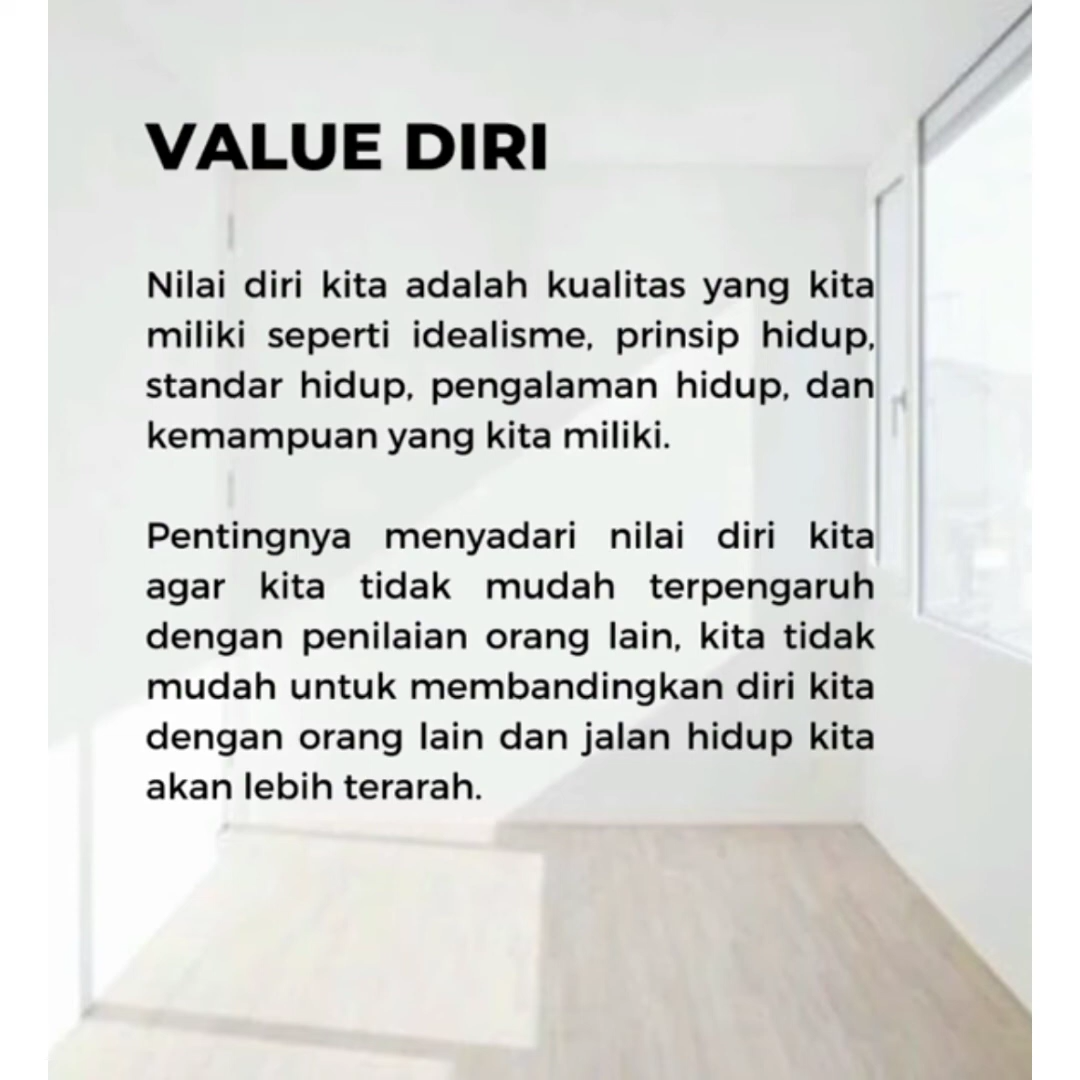 VALUE DIRI
Nilai diri kita adalah kualitas yang kita
miliki seperti idealisme, prinsip hidup,
standar hidup, pengalaman hidup, dan
kemampuan yang kita miliki.
Pentingnya menyadari nilai diri kita
agar kita tidak mudah terpengaruh
dengan penilaian orang lain, kita tidak
mudah untuk membandingkan diri kita
dengan orang lain dan jalan hidup kita
akan lebih terarah.